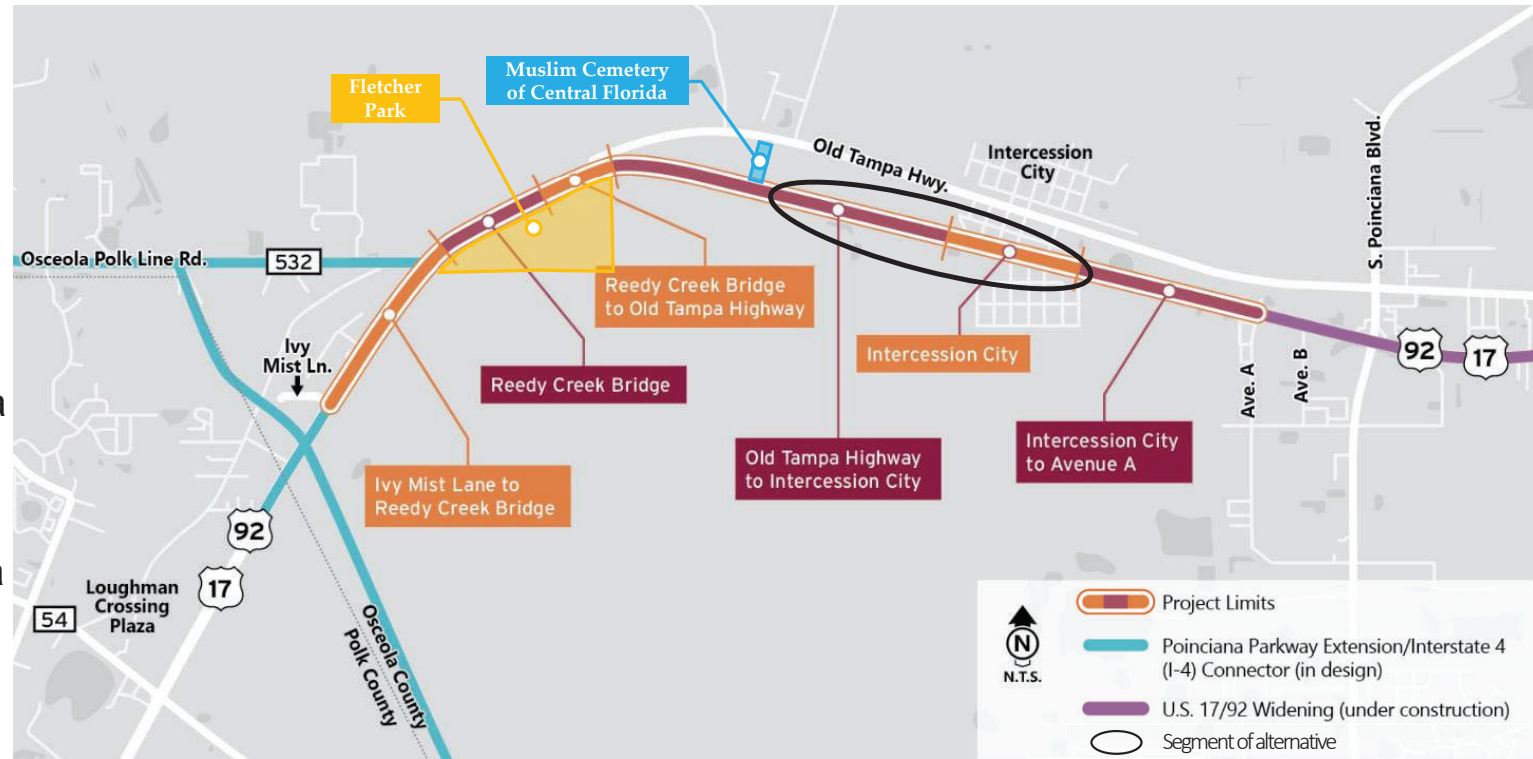 Fletcher
Park
Muslim Cemetery
of Central Florida
Old Tampa Hwy.
Intercession
City
S. Poinciana Blvd.
Osceola Polk Line Rd.
532
Reedy Creek Bridge
to Old Tampa Highway
Ivy
Mist Ln.
Reedy Creek Bridge
Intercession City
92
17
Ave. A
Ave. B
a
Ivy Mist Lane to
Reedy Creek Bridge
Old Tampa Highway
to Intercession City
Intercession City
to Avenue A
92
17
Loughman
Crossing
Plaza
54
Osceola County
Polk County
N
N.T.S.
Project Limits
Poinciana Parkway Extension/Interstate 4
(I-4) Connector (in design)
U.S. 17/92 Widening (under construction)
Segment of alternative